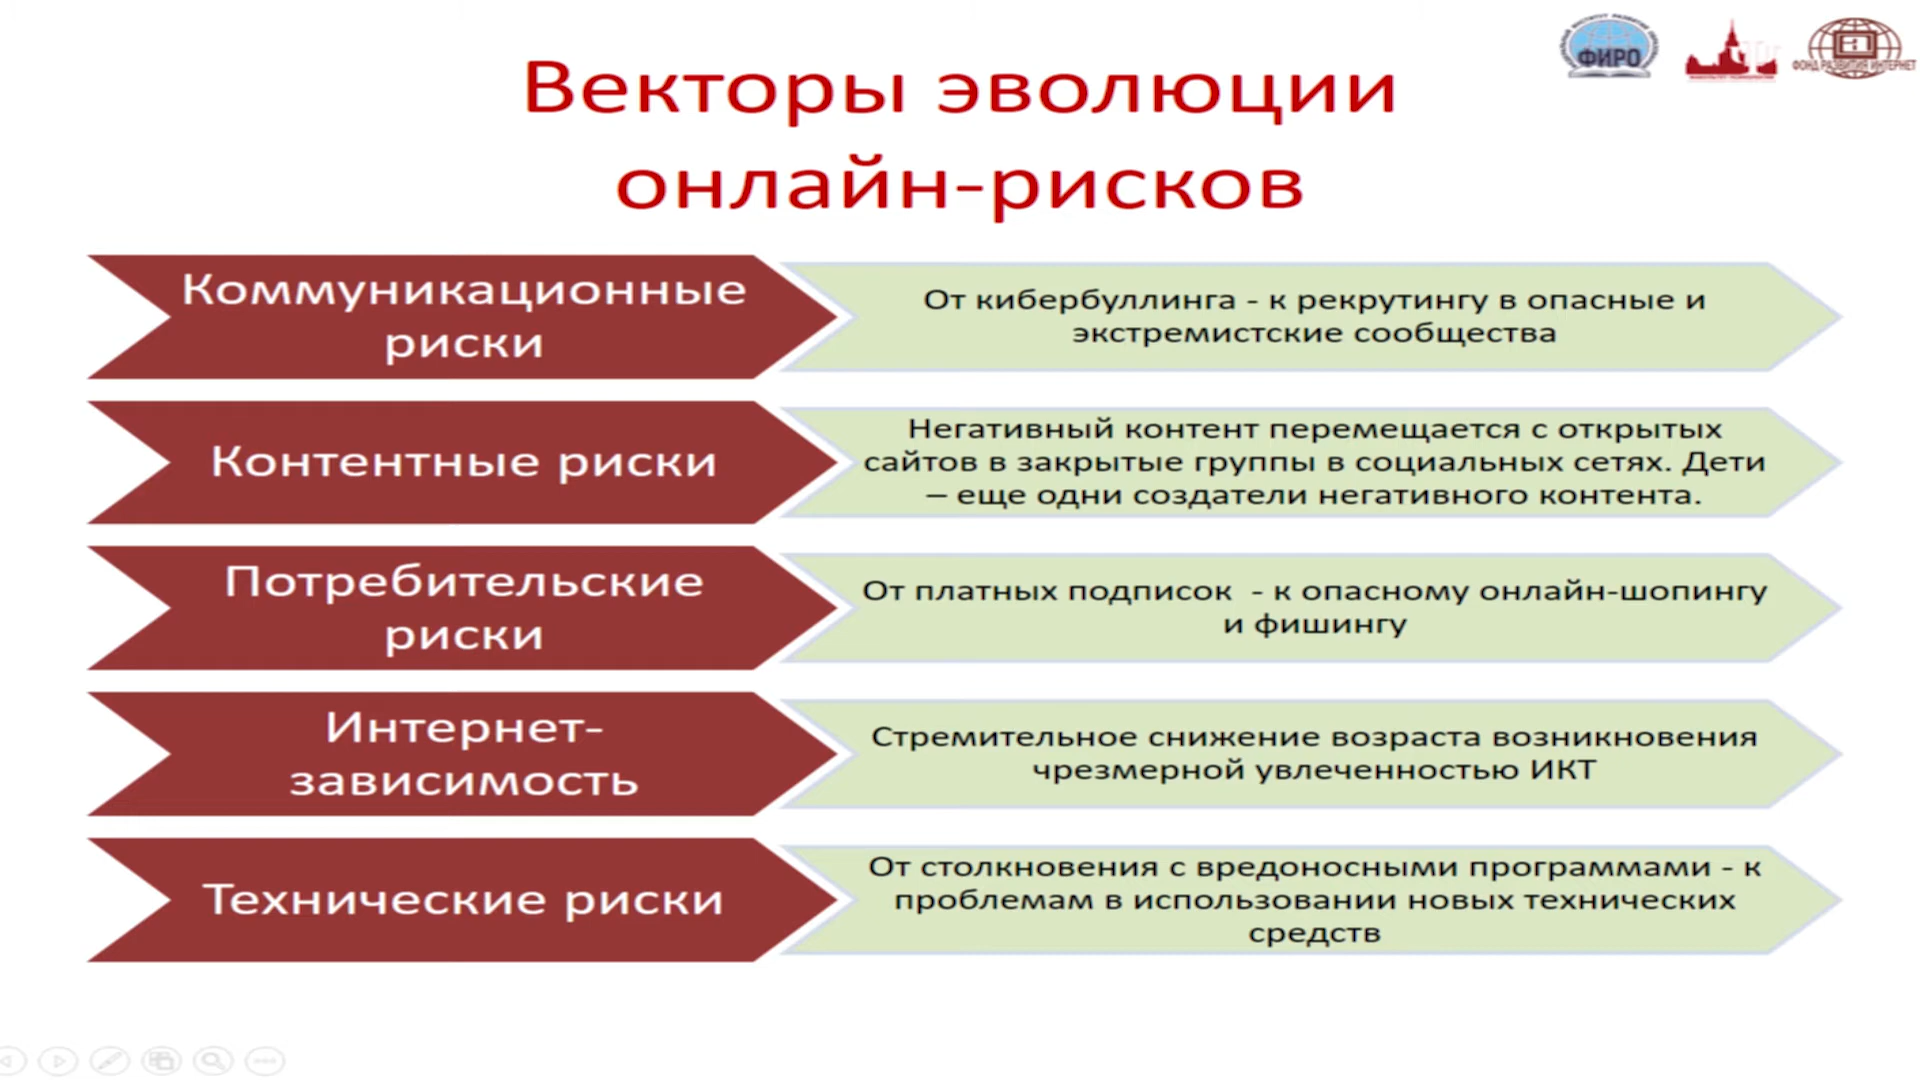 ФИРО
ФОНД РАЗВИТИЯ ИНТЕРНЕТ
Векторы эволюции
онлайн-рисков
Коммуникационные
риски
От кибербуллинга - к рекрутингу в опасные и
экстремистские сообщества
Контентные риски
Негативный контент перемещается с открытых
сайтов в закрытые группы в социальных сетях. Дети
– еще одни создатели негативного контента.
Потребительские
риски
От платных подписок - к опасному онлайн-шопингу
и фишингу
Интернет-
зависимость
Стремительное снижение возраста возникновения
чрезмерной увлеченностью ИКТ
Технические риски
От столкновения с вредоносными программами - к
проблемам в использовании новых технических
средств